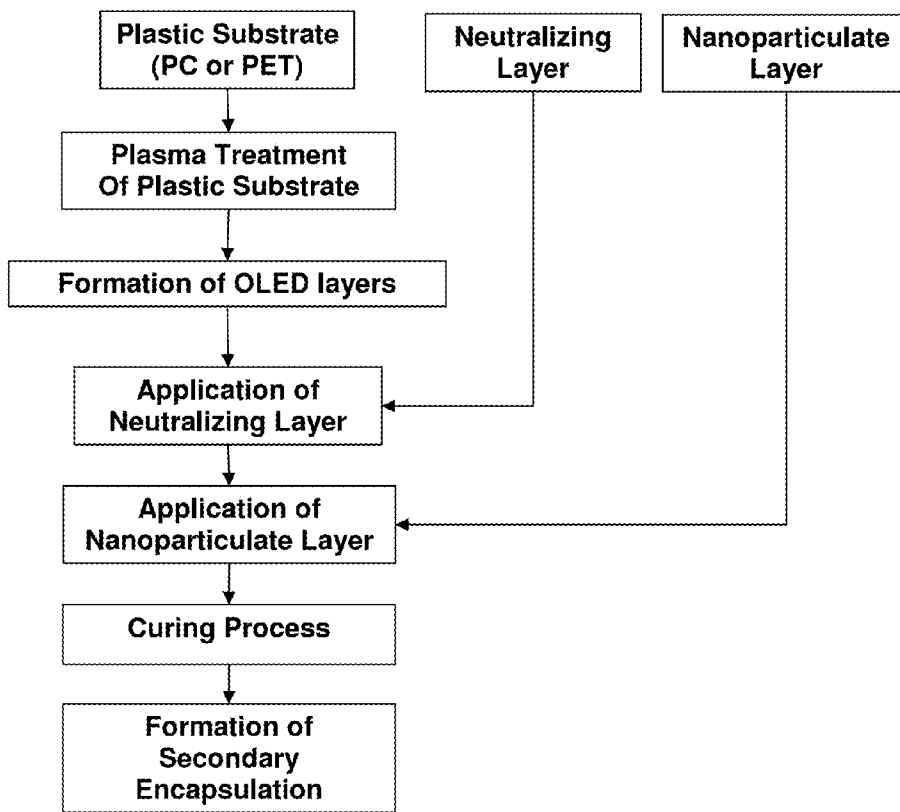 Plastic Substrate
(PC or PET)
Neutralizing
Layer
Nanoparticulate
Layer
Plasma Treatment
Of Plastic Substrate
Formation of OLED layers
Application of
Neutralizing Layer
Application of
Nanoparticulate Layer
Curing Process
Formation of
Secondary
Encapsulation